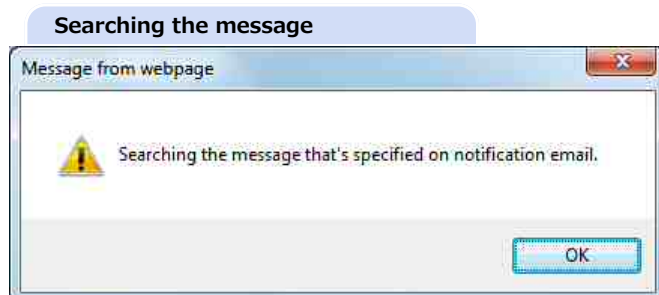 Searching the message
Message from webpage
Searching the message that's specified on notification email.
OK